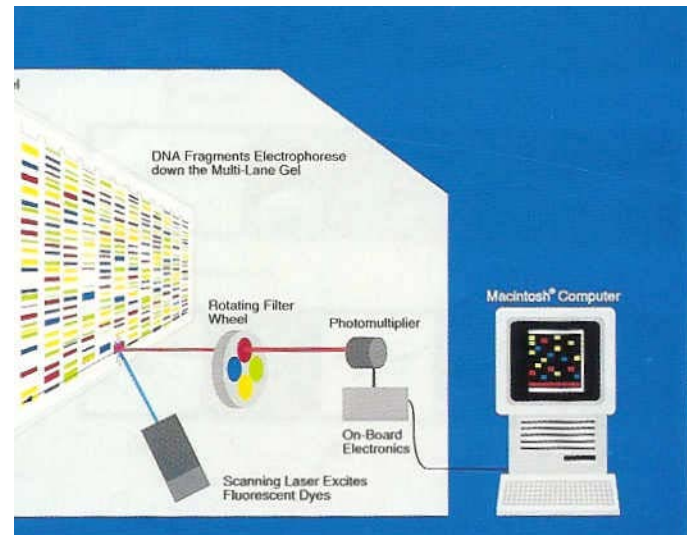 DNA Fragments Electrophorese
down the Multi-Lane Gel
Macintosh® Computer
Rotating Filter
Wheel
Photomultiplier
On-Board
Electronics
Scanning Laser Excites
Fluorescent Dyes